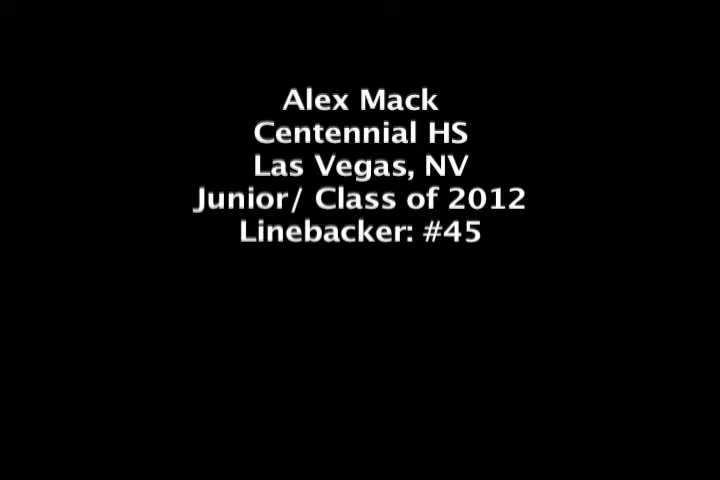 Alex Mack
Centennial HS
Las Vegas, NV
Junior/ Class of 2012
Linebacker: #45